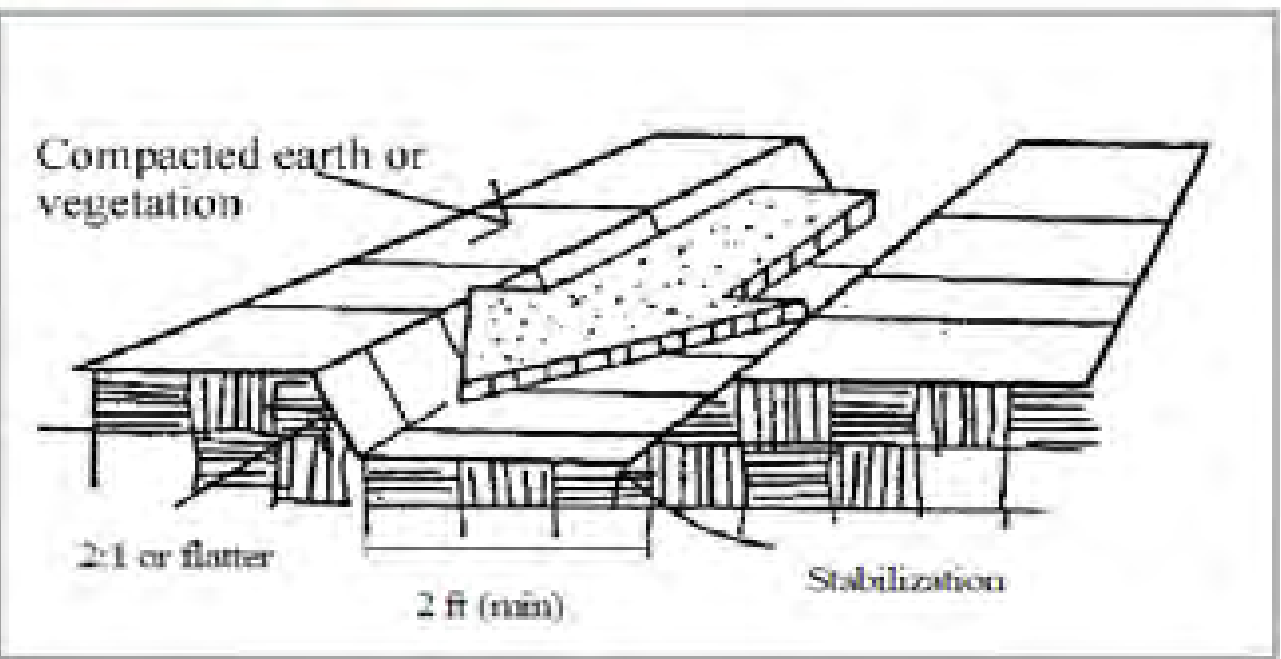 Compacted earth or
vegetation
2:1 or flatter
2 ft (min)
Stabilization